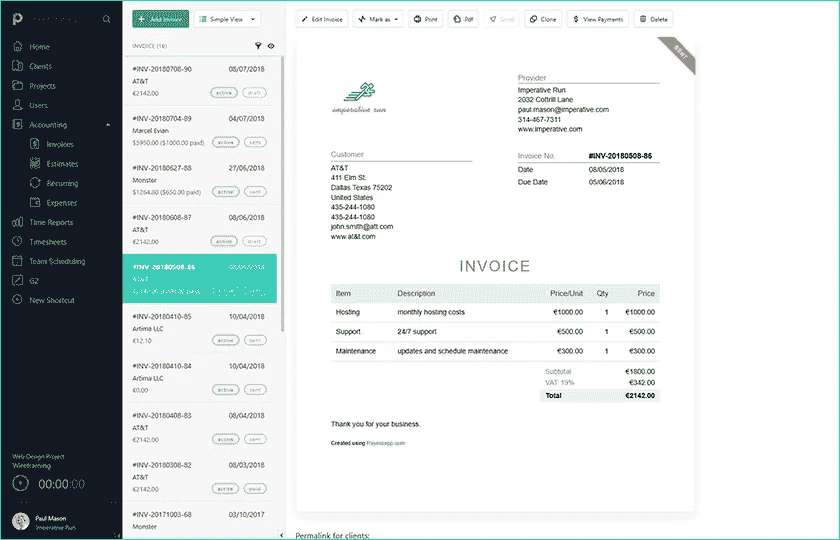 Home
Clients
Projects
Users
Accounting
Invoices
Estimates
Recurring
Expenses
Time Reports
Timesheets
Team Scheduling
G2
New Shortcut
Web Design Project
Wireframing
00:00:00
Paul Mason
Imperative Run
Add Invoice
Simple View
INVOICE (16)
#INV-20180708-90 08/07/2018
AT&T
€2142.00 active draft
#INV-20180704-89 04/07/2018
Marcel Evian
$5950.00 ($1000.00 paid) active sent
#INV-20180627-88 27/06/2018
Monster
$1264.80 ($650.00 paid) active sent
#INV-20180608-87 08/06/2018
AT&T
€2142.00 active draft
#INV-20180508-86
AT&T
#INV-20180410-85 10/04/2018
Artima LLC
€12.10 active sent
#INV-20180410-84 10/04/2018
Artima LLC
€0.00 active sent
#INV-20180408-83 08/04/2018
AT&T
€2142.00 active sent
#INV-20180308-82 08/03/2018
AT&T
€2142.00 active paid
#INV-20171003-68 03/10/2017
Monster
Edit Invoice Mark as Print Pdf Send Clone View Payments Delete
SENT
imperative run
Provider
Imperative Run
2032 Cottrill Lane
paul.mason@imperative.com
314-467-7311
www.imperative.com
Customer
AT&T
411 Elm St.
Dallas Texas 75202
United States
435-244-1080
435-244-1080
john.smith@att.com
www.at&t.com
Invoice No. #INV-20180508-86
Date 08/05/2018
Due Date 05/06/2018
INVOICE
Item Description Price/Unit Qty Price
Hosting monthly hosting costs €1000.00 1 €1000.00
Support 24/7 support €500.00 1 €500.00
Maintenance updates and schedule maintenance €300.00 1 €300.00
Subtotal €1800.00
VAT 19% €342.00
Total €2142.00
Thank you for your business.
Created using Paymoapp.com
Permalink for clients: